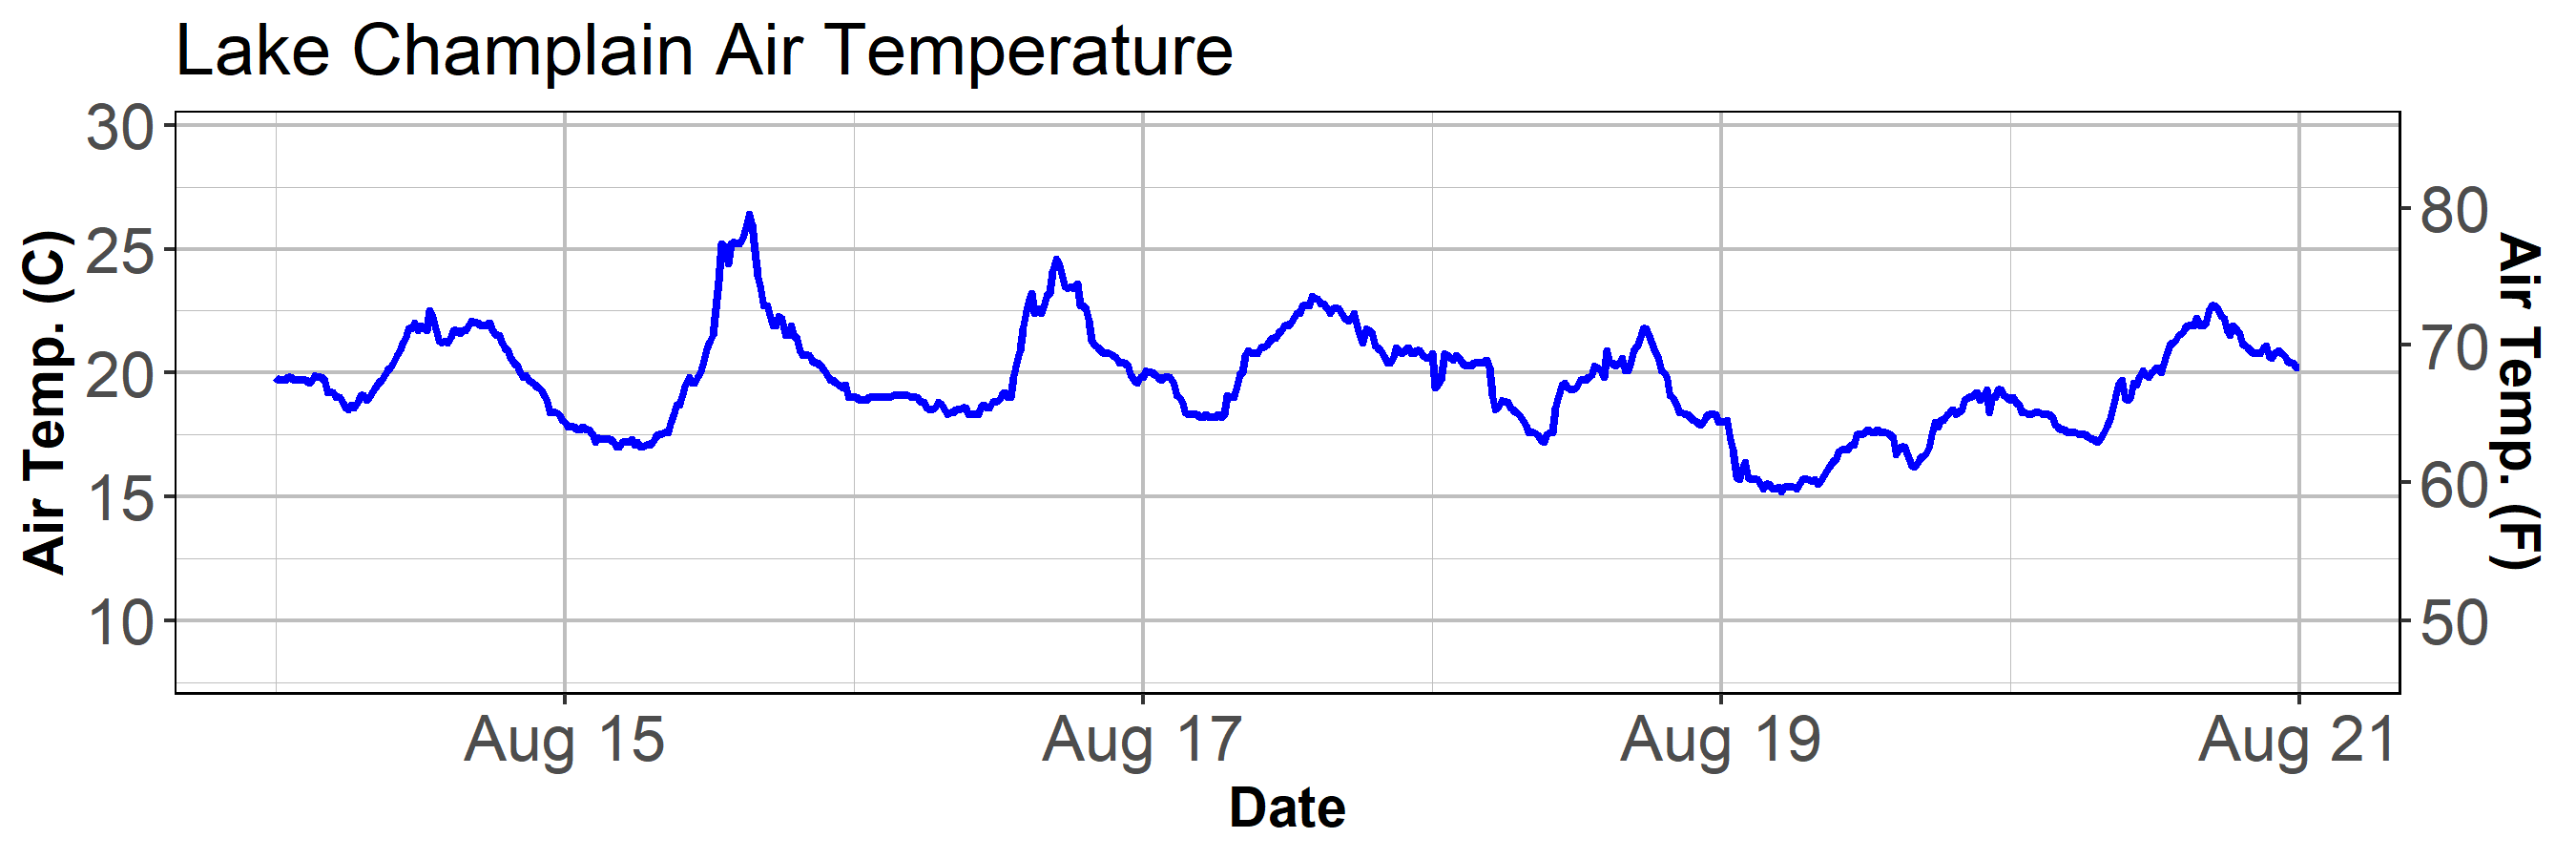 Lake Champlain Air Temperature
Air Temp. (C)
30
25
20
15
10
80
70
60
50
Air Temp. (F)
Aug 15
Aug 17
Aug 19
Aug 21
Date